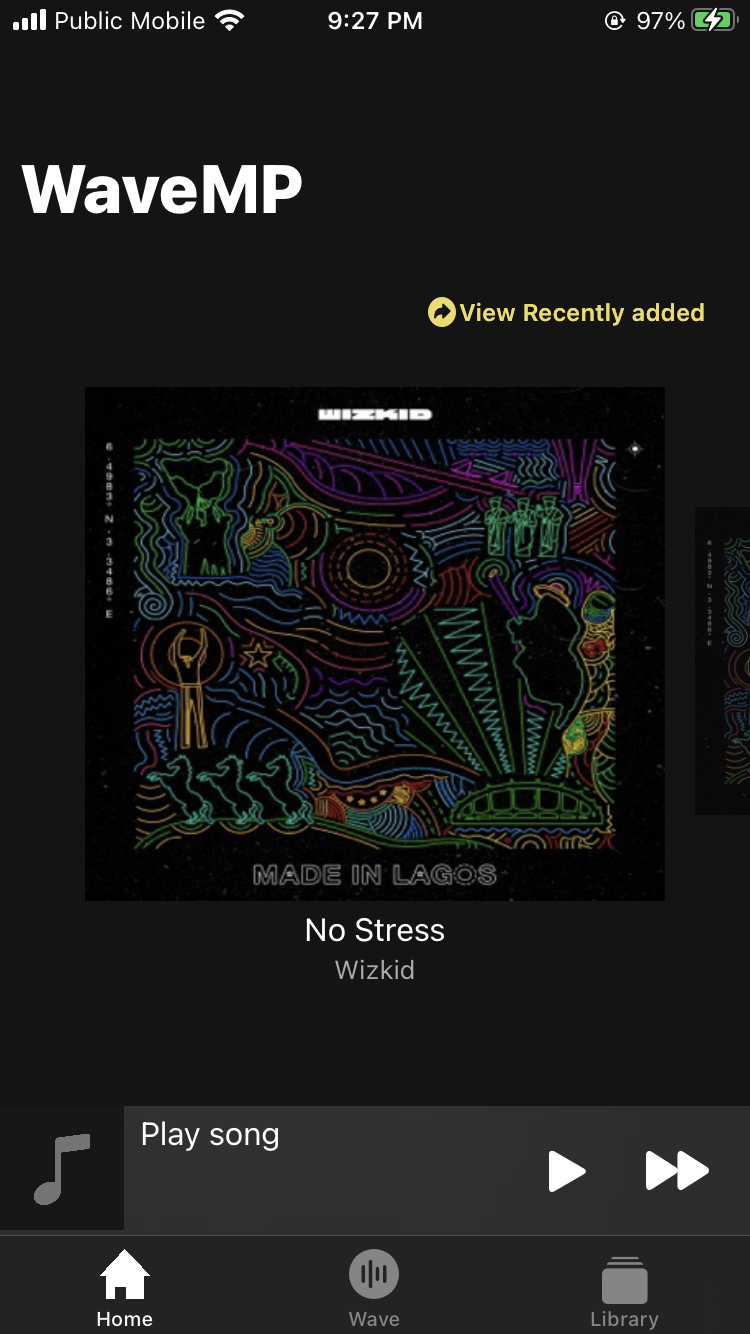 Public Mobile 9:27 PM 97%
WaveMP
View Recently added
WIZKID
6.4983° N.3.3486° E
MADE IN LAGOS
No Stress
Wizkid
Play song
Home Wave Library